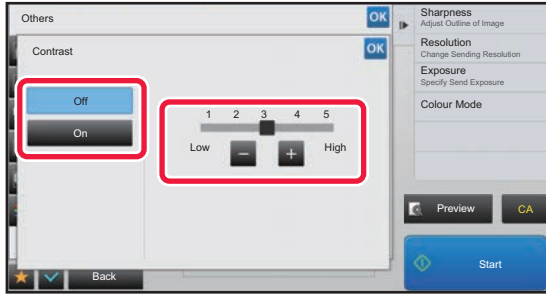 Others
OK
Contrast
OK
Off
On
1 2 3 4 5
Low
−
+
High
Back
Sharpness
Adjust Outline of Image
Resolution
Change Sending Resolution
Exposure
Specify Send Exposure
Colour Mode
Preview
CA
Start